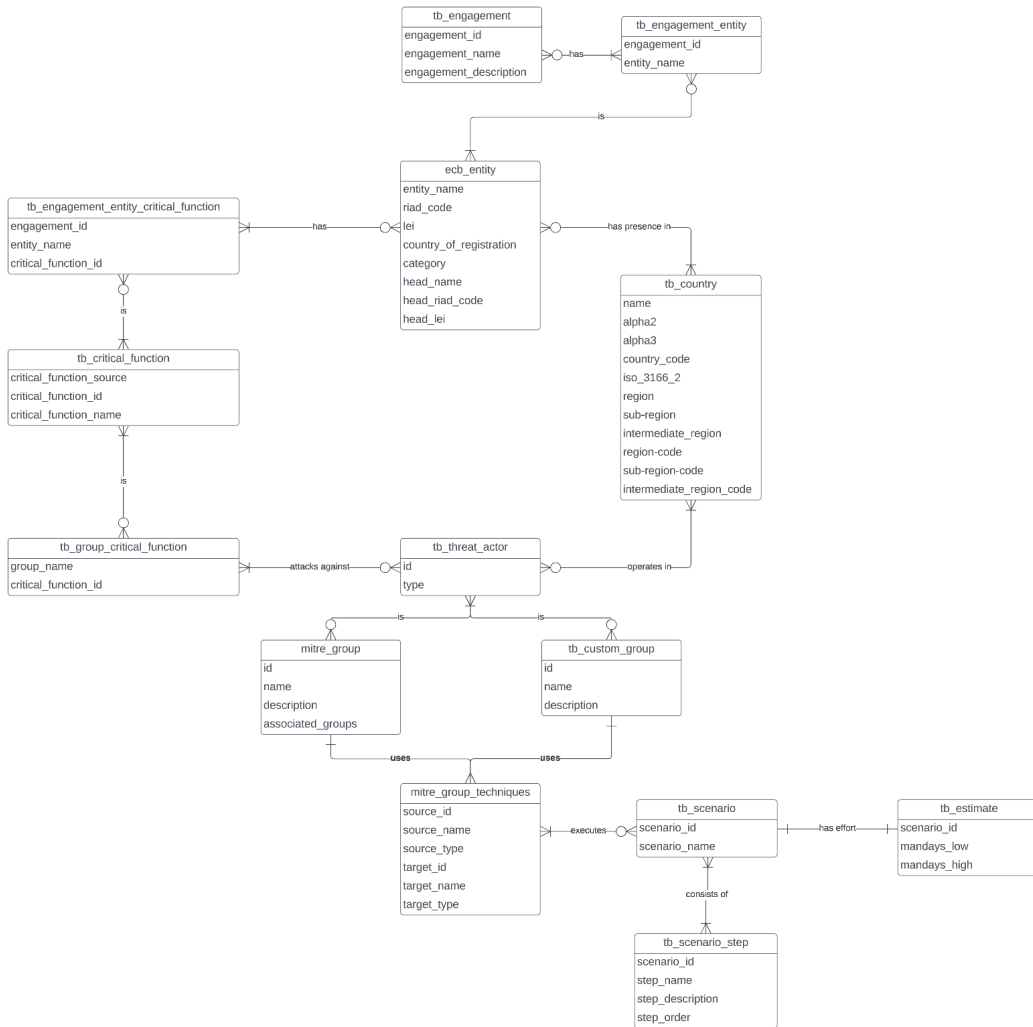 tb_engagement
engagement_id
engagement_name
engagement_description
has
tb_engagement_entity
engagement_id
entity_name
is
ecb_entity
entity_name
riad_code
lei
country_of_registration
category
head_name
head_riad_code
head_lei
tb_engagement_entity_critical_function
engagement_id
entity_name
critical_function_id
has
has presence in
tb_country
name
alpha2
alpha3
country_code
iso_3166_2
region
sub-region
intermediate_region
region-code
sub-region-code
intermediate_region_code
is
tb_critical_function
critical_function_source
critical_function_id
critical_function_name
is
tb_group_critical_function
group_name
critical_function_id
attacks against
tb_threat_actor
id
type
operates in
is
is
mitre_group
id
name
description
associated_groups
tb_custom_group
id
name
description
uses
uses
mitre_group_techniques
source_id
source_name
source_type
target_id
target_name
target_type
executes
tb_scenario
scenario_id
scenario_name
has effort
tb_estimate
scenario_id
mandays_low
mandays_high
consists of
tb_scenario_step
scenario_id
step_name
step_description
step_order